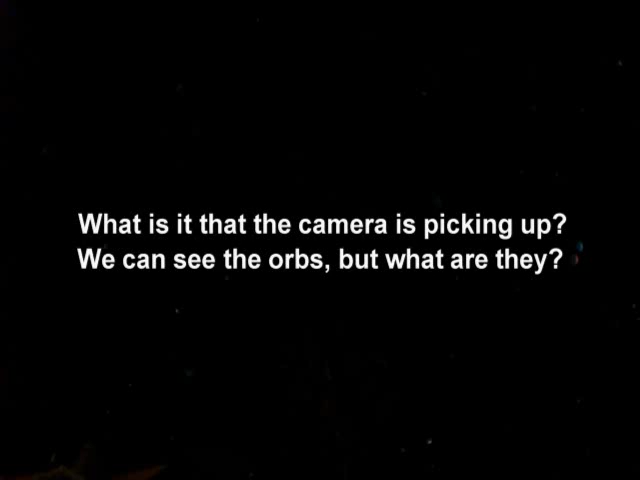 What is it that the camera is picking up?
We can see the orbs, but what are they?